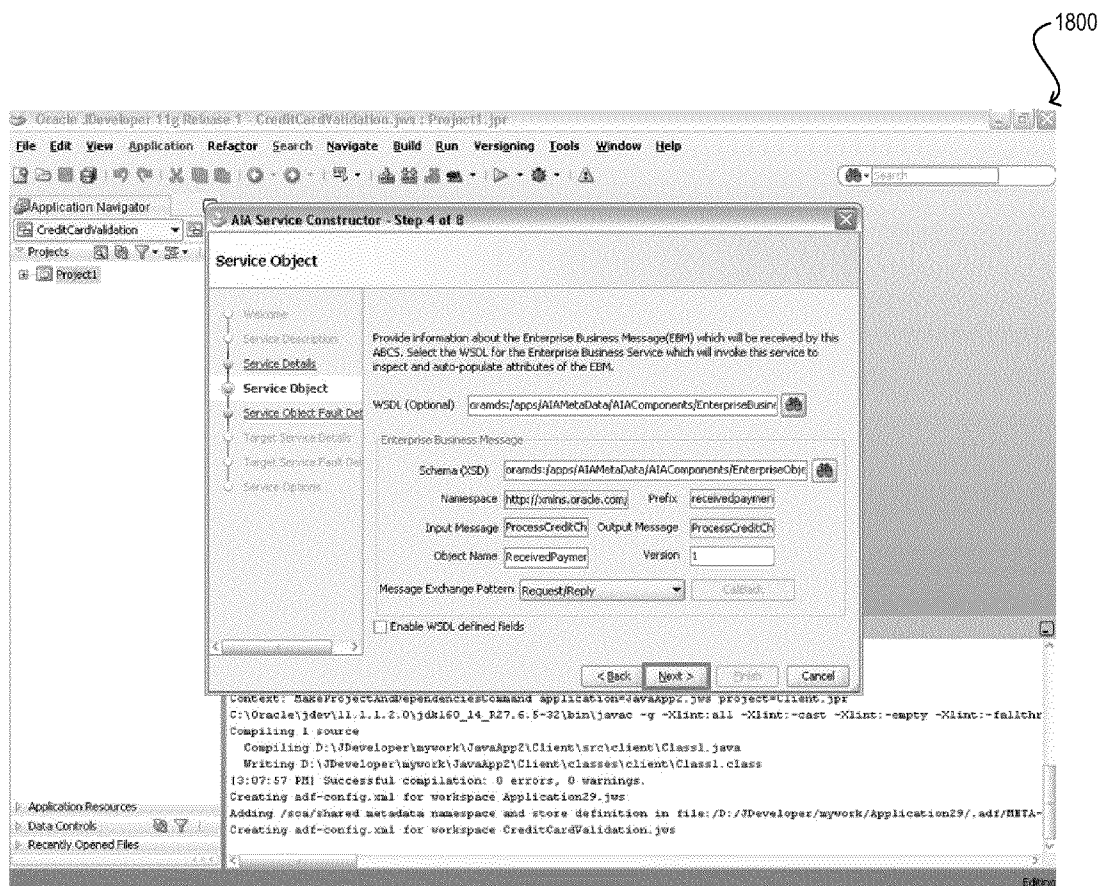 1800
Oracle JDeveloper 11g Release 1 - CreditCardValidation.jws : Project1.jpr
File Edit View Application Refactor Search Navigate Build Run Versioning Tools Window Help
Search
Application Navigator
CreditCardValidation
Projects
Project1
AIA Service Constructor - Step 4 of 8
Service Object
Welcome
Service Description
Service Details
Service Object
Service Object Fault Det
Target Service Details
Target Service Fault Det
Service Options
Provide information about the Enterprise Business Message(EBM) which will be received by this
ABCS. Select the WSDL for the Enterprise Business Service which will invoke this service to
inspect and auto-populate attributes of the EBM.
WSDL (Optional) oramds:/apps/AIAMetaData/AIAComponents/EnterpriseBusine
Enterprise Business Message
Schema (XSD) oramds:/apps/AIAMetaData/AIAComponents/EnterpriseObje
Namespace http://xmlns.oracle.com/ Prefix receivedpaymen
Input Message ProcessCreditCh Output Message ProcessCreditCh
Object Name ReceivedPaymer Version 1
Message Exchange Pattern Request/Reply CallBack
Enable WSDL defined fields
< Back Next > Finish Cancel
Context: MakeProjectAndDependenciesCommand application=JavaApp2.jws project=Client.jpr
C:\Oracle\jdev\11.1.1.2.0\jdk160_14_R27.6.5-32\bin\javac -g -Xlint:all -Xlint:-cast -Xlint:-empty -Xlint:-fallthr
Compiling 1 source
Compiling D:\JDeveloper\mywork\JavaApp2\Client\src\client\Class1.java
Writing D:\JDeveloper\mywork\JavaApp2\Client\classes\client\Class1.class
[3:07:57 PM] Successful compilation: 0 errors, 0 warnings.
Creating adf-config.xml for workspace Application29.jws
Adding /soa/shared metadata namespace and store definition in file:/D:/JDeveloper/mywork/Application29/.adf/META-
Creating adf-config.xml for workspace CreditCardValidation.jws
Application Resources
Data Controls
Recently Opened Files
Editing